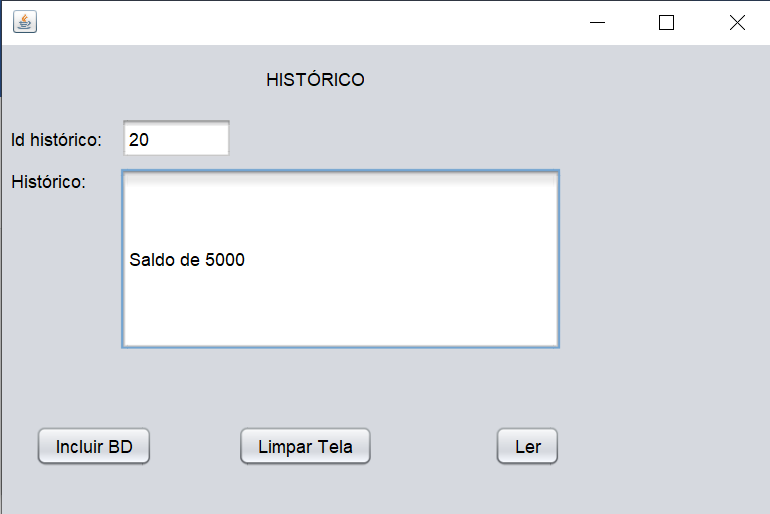 HISTÓRICO
Id histórico: 20
Histórico:
Saldo de 5000
Incluir BD Limpar Tela Ler